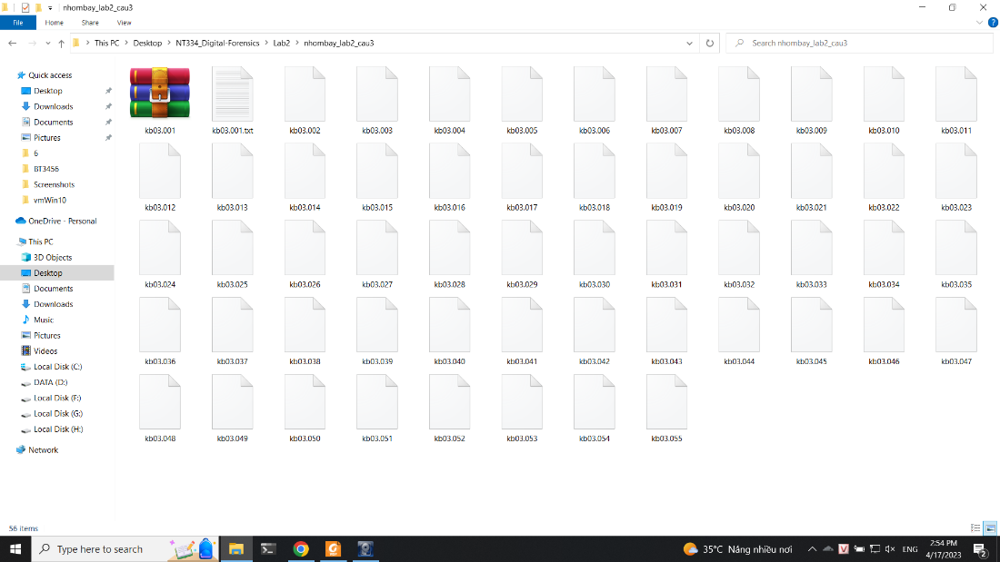 nhombay_lab2_cau3
File Home Share View
This PC Desktop NT334_Digital-Forensics Lab2 nhombay_lab2_cau3
Search nhombay_lab2_cau3
Quick access
Desktop
Downloads
Documents
Pictures
6
BT3456
Screenshots
vmWin10
OneDrive - Personal
This PC
3D Objects
Desktop
Documents
Downloads
Music
Pictures
Videos
Local Disk (C:)
DATA (D:)
Local Disk (F:)
Local Disk (G:)
Local Disk (H:)
Network
kb03.001 kb03.001.txt kb03.002 kb03.003 kb03.004 kb03.005 kb03.006 kb03.007 kb03.008 kb03.009 kb03.010 kb03.011
kb03.012 kb03.013 kb03.014 kb03.015 kb03.016 kb03.017 kb03.018 kb03.019 kb03.020 kb03.021 kb03.022 kb03.023
kb03.024 kb03.025 kb03.026 kb03.027 kb03.028 kb03.029 kb03.030 kb03.031 kb03.032 kb03.033 kb03.034 kb03.035
kb03.036 kb03.037 kb03.038 kb03.039 kb03.040 kb03.041 kb03.042 kb03.043 kb03.044 kb03.045 kb03.046 kb03.047
kb03.048 kb03.049 kb03.050 kb03.051 kb03.052 kb03.053 kb03.054 kb03.055
56 items
Type here to search
35°C Nắng nhiều nơi
V
ENG
2:54 PM
4/17/2023
2